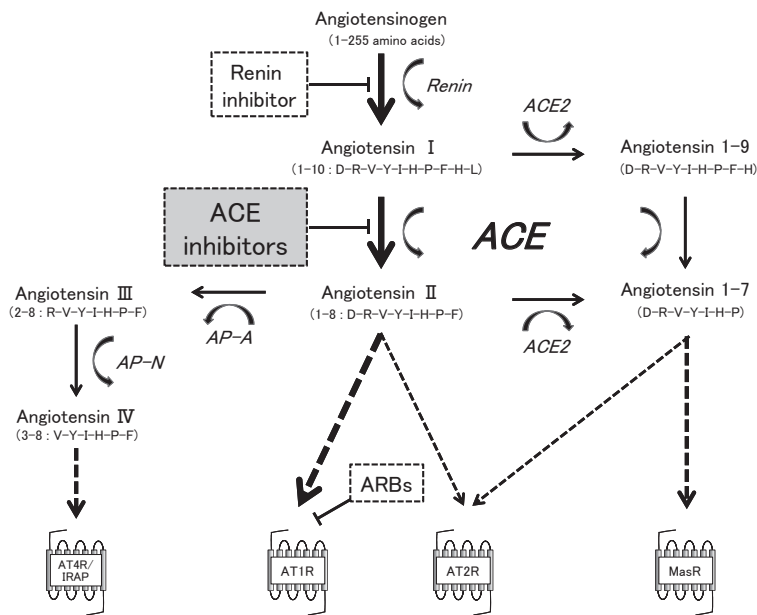 Angiotensinogen
(1-255 amino acids)
Renin
inhibitor
Renin
ACE2
Angiotensin Ⅰ
(1-10 : D-R-V-Y-I-H-P-F-H-L)
Angiotensin 1-9
(D-R-V-Y-I-H-P-F-H)
ACE
inhibitors
ACE
Angiotensin Ⅲ
(2-8 : R-V-Y-I-H-P-F)
Angiotensin Ⅱ
(1-8 : D-R-V-Y-I-H-P-F)
Angiotensin 1-7
(D-R-V-Y-I-H-P)
AP-A
ACE2
AP-N
Angiotensin Ⅳ
(3-8 : V-Y-I-H-P-F)
ARBs
AT4R/
IRAP
AT1R
AT2R
MasR